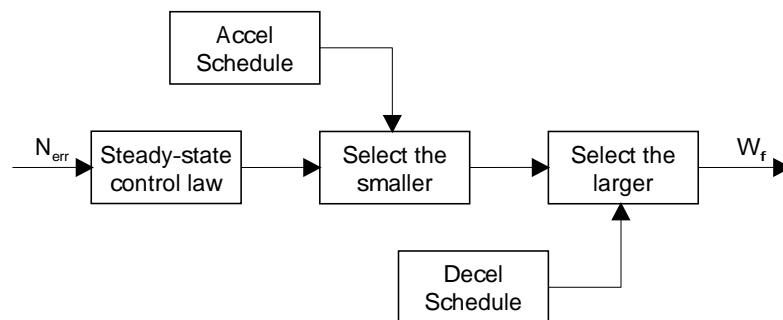 Accel
Schedule
N_err
Steady-state
control law
Select the
smaller
Select the
larger
W_f
Decel
Schedule